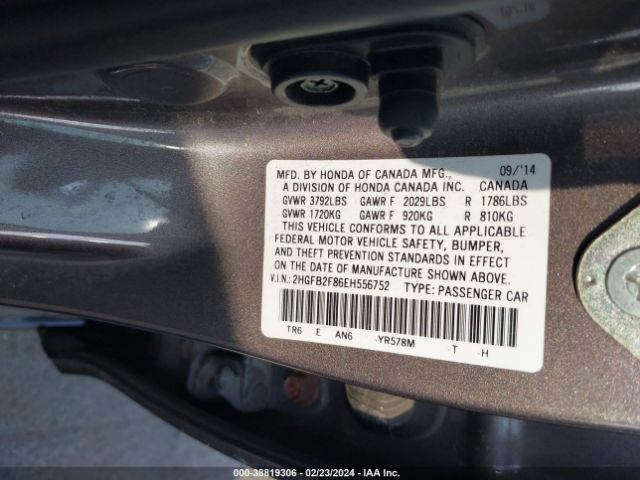 MFD. BY HONDA OF CANADA MFG., 09/'14
A DIVISION OF HONDA CANADA INC. CANADA
GVWR 3792LBS GAWR F 2029LBS R 1786LBS
GVWR 1720KG GAWR F 920KG R 810KG
THIS VEHICLE CONFORMS TO ALL APPLICABLE
FEDERAL MOTOR VEHICLE SAFETY, BUMPER,
AND THEFT PREVENTION STANDARDS IN EFFECT
ON THE DATE OF MANUFACTURE SHOWN ABOVE.
V.I.N.: 2HGFB2F86EH556752 TYPE: PASSENGER CAR
TR6 E AN6 -YR578M -T -H
000-38819306 - 02/23/2024 - IAA Inc.